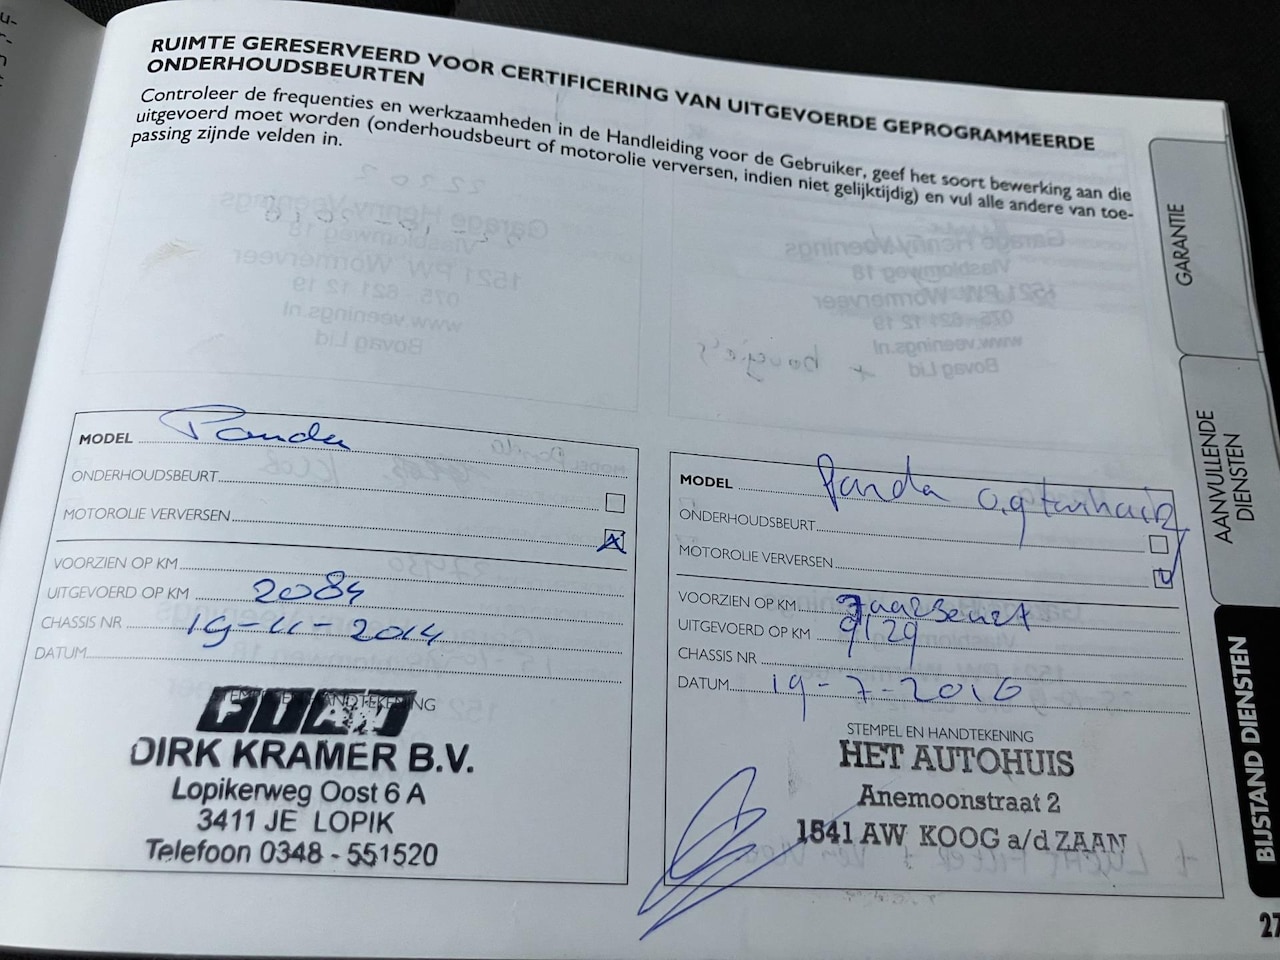 RUIMTE GERESERVEERD VOOR CERTIFICERING VAN UITGEVOERDE GEPROGRAMMEERDE
ONDERHOUDSBEURTEN
Controleer de frequenties en werkzaamheden in de Handleiding voor de Gebruiker, geef het soort bewerking aan die
uitgevoerd moet worden (onderhoudsbeurt of motorolie verversen, indien niet gelijktijdig) en vul alle andere van toe-
passing zijnde velden in.
MODEL Panda
ONDERHOUDSBEURT
MOTOROLIE VERVERSEN
VOORZIEN OP KM
UITGEVOERD OP KM 2084
CHASSIS NR 19-11-2014
DATUM
STEMPEL EN HANDTEKENING
FIAT
DIRK KRAMER B.V.
Lopikerweg Oost 6 A
3411 JE LOPIK
Telefoon 0348 - 551520
MODEL Panda 0,9
ONDERHOUDSBEURT
MOTOROLIE VERVERSEN
VOORZIEN OP KM
UITGEVOERD OP KM 9129
CHASSIS NR
DATUM 19-7-2016
STEMPEL EN HANDTEKENING
HET AUTOHUIS
Anemoonstraat 2
1541 AW KOOG a/d ZAAN
GARANTIE
AANVULLENDE
DIENSTEN
BIJSTAND DIENSTEN
27